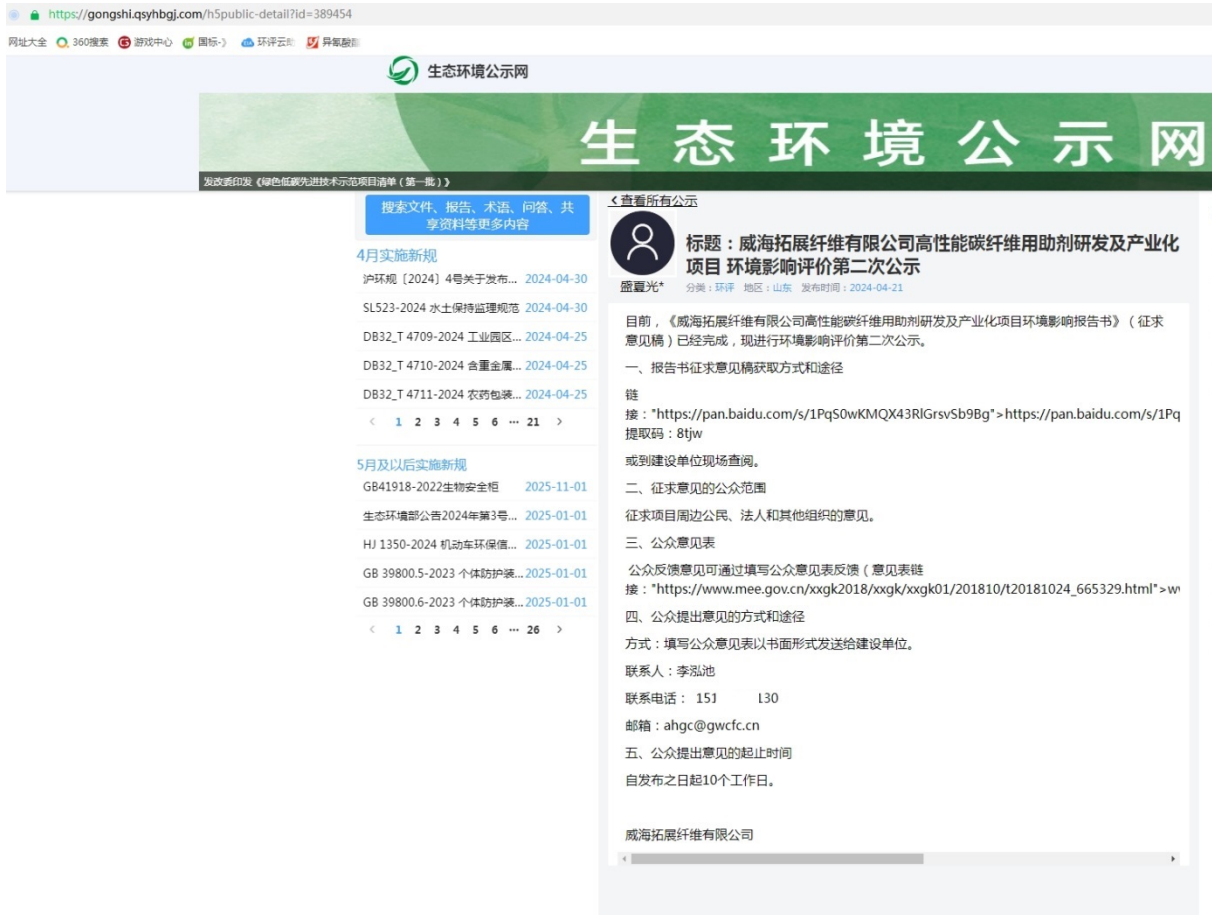 https://gongshi.qsyhbgj.com/h5public-detail?id=389454
网址大全 360搜索 游戏中心 国标-》 环评云助 异氰酸酯
生态环境公示网
生态环境公示网
发改委印发《绿色低碳先进技术示范项目清单（第一批）》
搜索文件、报告、术语、问答、共
享资料等更多内容
4月实施新规
沪环规〔2024〕4号关于发布... 2024-04-30
SL523-2024 水土保持监理规范 2024-04-30
DB32_T 4709-2024 工业园区... 2024-04-25
DB32_T 4710-2024 含重金属... 2024-04-25
DB32_T 4711-2024 农药包装... 2024-04-25
< 1 2 3 4 5 6 ··· 21 >
5月及以后实施新规
GB41918-2022生物安全柜 2025-11-01
生态环境部公告2024年第3号... 2025-01-01
HJ 1350-2024 机动车环保信... 2025-01-01
GB 39800.5-2023 个体防护装... 2025-01-01
GB 39800.6-2023 个体防护装... 2025-01-01
< 1 2 3 4 5 6 ··· 26 >
<查看所有公示
标题：威海拓展纤维有限公司高性能碳纤维用助剂研发及产业化
项目 环境影响评价第二次公示
盛夏光*
分类：环评 地区：山东 发布时间：2024-04-21
目前，《威海拓展纤维有限公司高性能碳纤维用助剂研发及产业化项目环境影响报告书》（征求
意见稿）已经完成，现进行环境影响评价第二次公示。
一、报告书征求意见稿获取方式和途径
链
接："https://pan.baidu.com/s/1PqS0wKMQX43RlGrsvSb9Bg">https://pan.baidu.com/s/1Pq
提取码：8tjw
或到建设单位现场查阅。
二、征求意见的公众范围
征求项目周边公民、法人和其他组织的意见。
三、公众意见表
公众反馈意见可通过填写公众意见表反馈（意见表链
接："https://www.mee.gov.cn/xxgk2018/xxgk/xxgk01/201810/t20181024_665329.html">w
四、公众提出意见的方式和途径
方式：填写公众意见表以书面形式发送给建设单位。
联系人：李泓池
联系电话： 151 130
邮箱：ahgc@gwcfc.cn
五、公众提出意见的起止时间
自发布之日起10个工作日。
威海拓展纤维有限公司